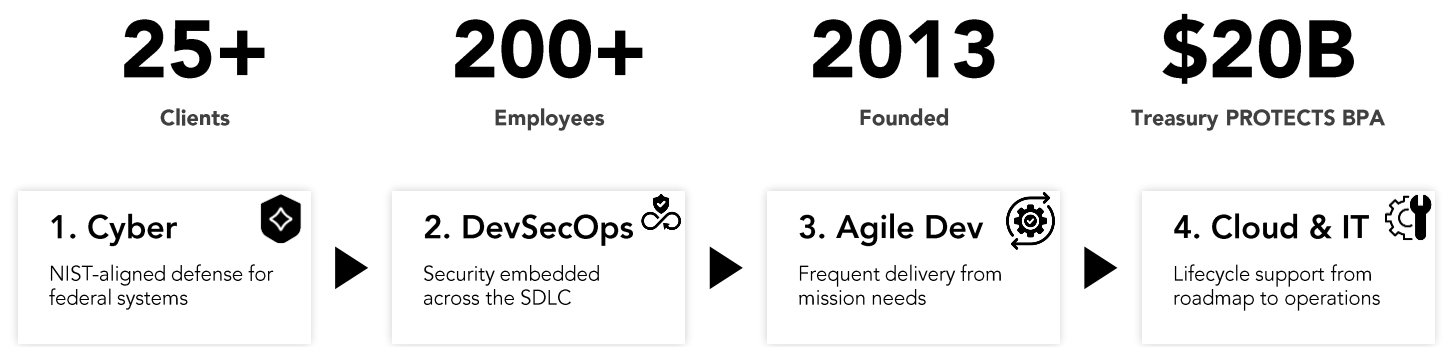 25+
Clients
200+
Employees
2013
Founded
$20B
Treasury PROTECTS BPA
1. Cyber
NIST-aligned defense for
federal systems
2. DevSecOps
Security embedded
across the SDLC
3. Agile Dev
Frequent delivery from
mission needs
4. Cloud & IT
Lifecycle support from
roadmap to operations